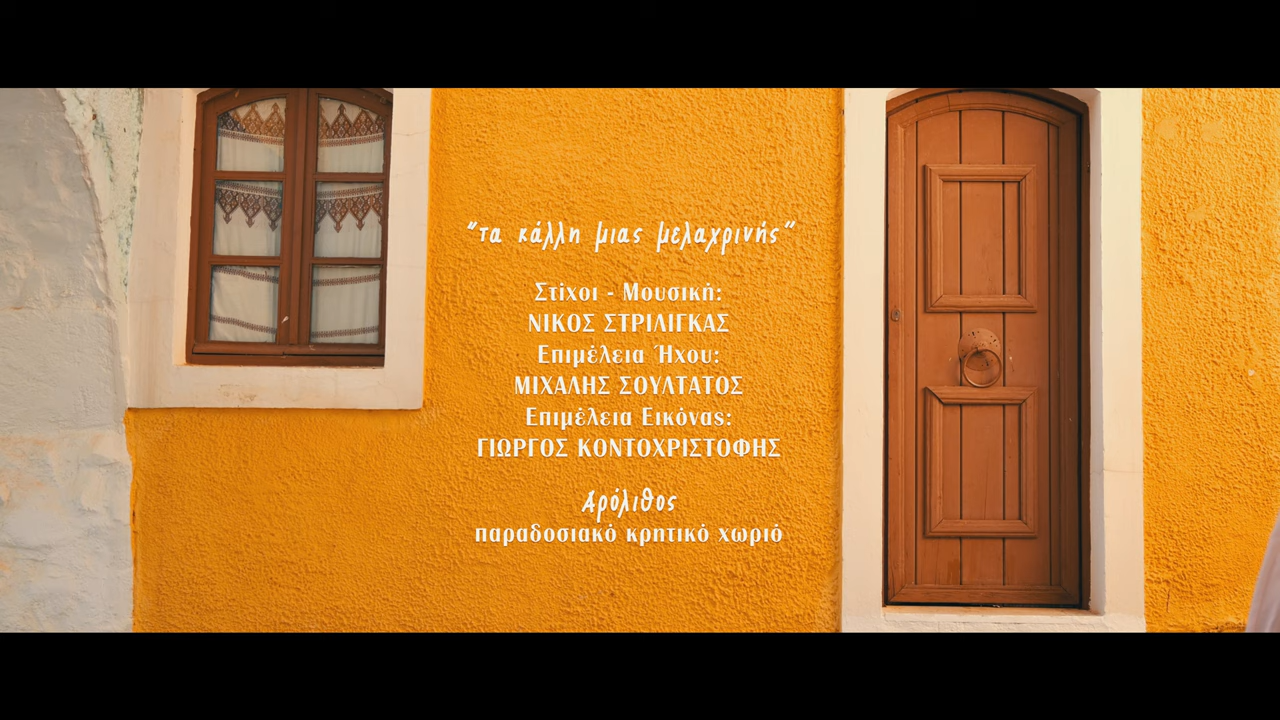 “τα κάλλη μιας μελαχρινής”
Στίχοι - Μουσική:
ΝΙΚΟΣ ΣΤΡΙΛΙΓΚΑΣ
Επιμέλεια Ήχου:
ΜΙΧΑΛΗΣ ΣΟΥΛΤΑΤΟΣ
Επιμέλεια Εικόνας:
ΓΙΩΡΓΟΣ ΚΟΝΤΟΧΡΙΣΤΟΦΗΣ
Αρόλιθος
παραδοσιακό κρητικό χωριό